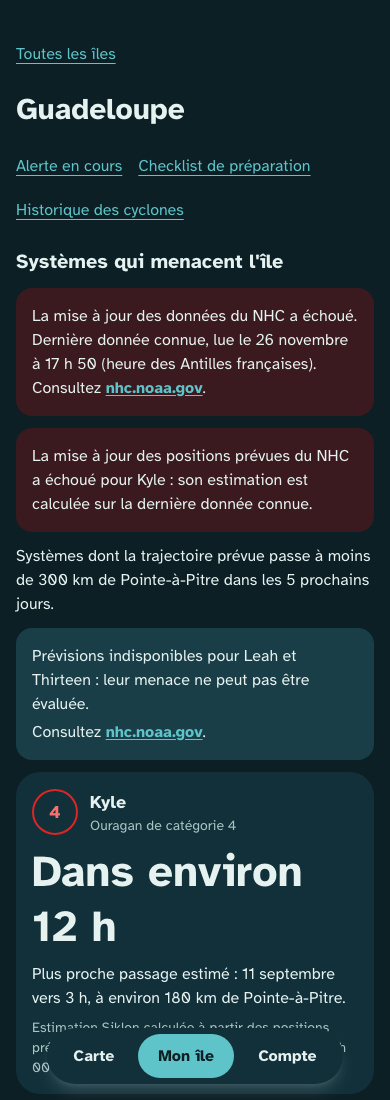 Toutes les îles
Guadeloupe
Alerte en cours Checklist de préparation
Historique des cyclones
Systèmes qui menacent l'île
La mise à jour des données du NHC a échoué.
Dernière donnée connue, lue le 26 novembre
à 17 h 50 (heure des Antilles françaises).
Consultez nhc.noaa.gov.
La mise à jour des positions prévues du NHC
a échoué pour Kyle : son estimation est
calculée sur la dernière donnée connue.
Systèmes dont la trajectoire prévue passe à moins
de 300 km de Pointe-à-Pitre dans les 5 prochains
jours.
Prévisions indisponibles pour Leah et
Thirteen : leur menace ne peut pas être
évaluée.
Consultez nhc.noaa.gov.
4
Kyle
Ouragan de catégorie 4
Dans environ
12 h
Plus proche passage estimé : 11 septembre
vers 3 h, à environ 180 km de Pointe-à-Pitre.
Estimation Siklon calculée à partir des positions
Carte Mon île Compte